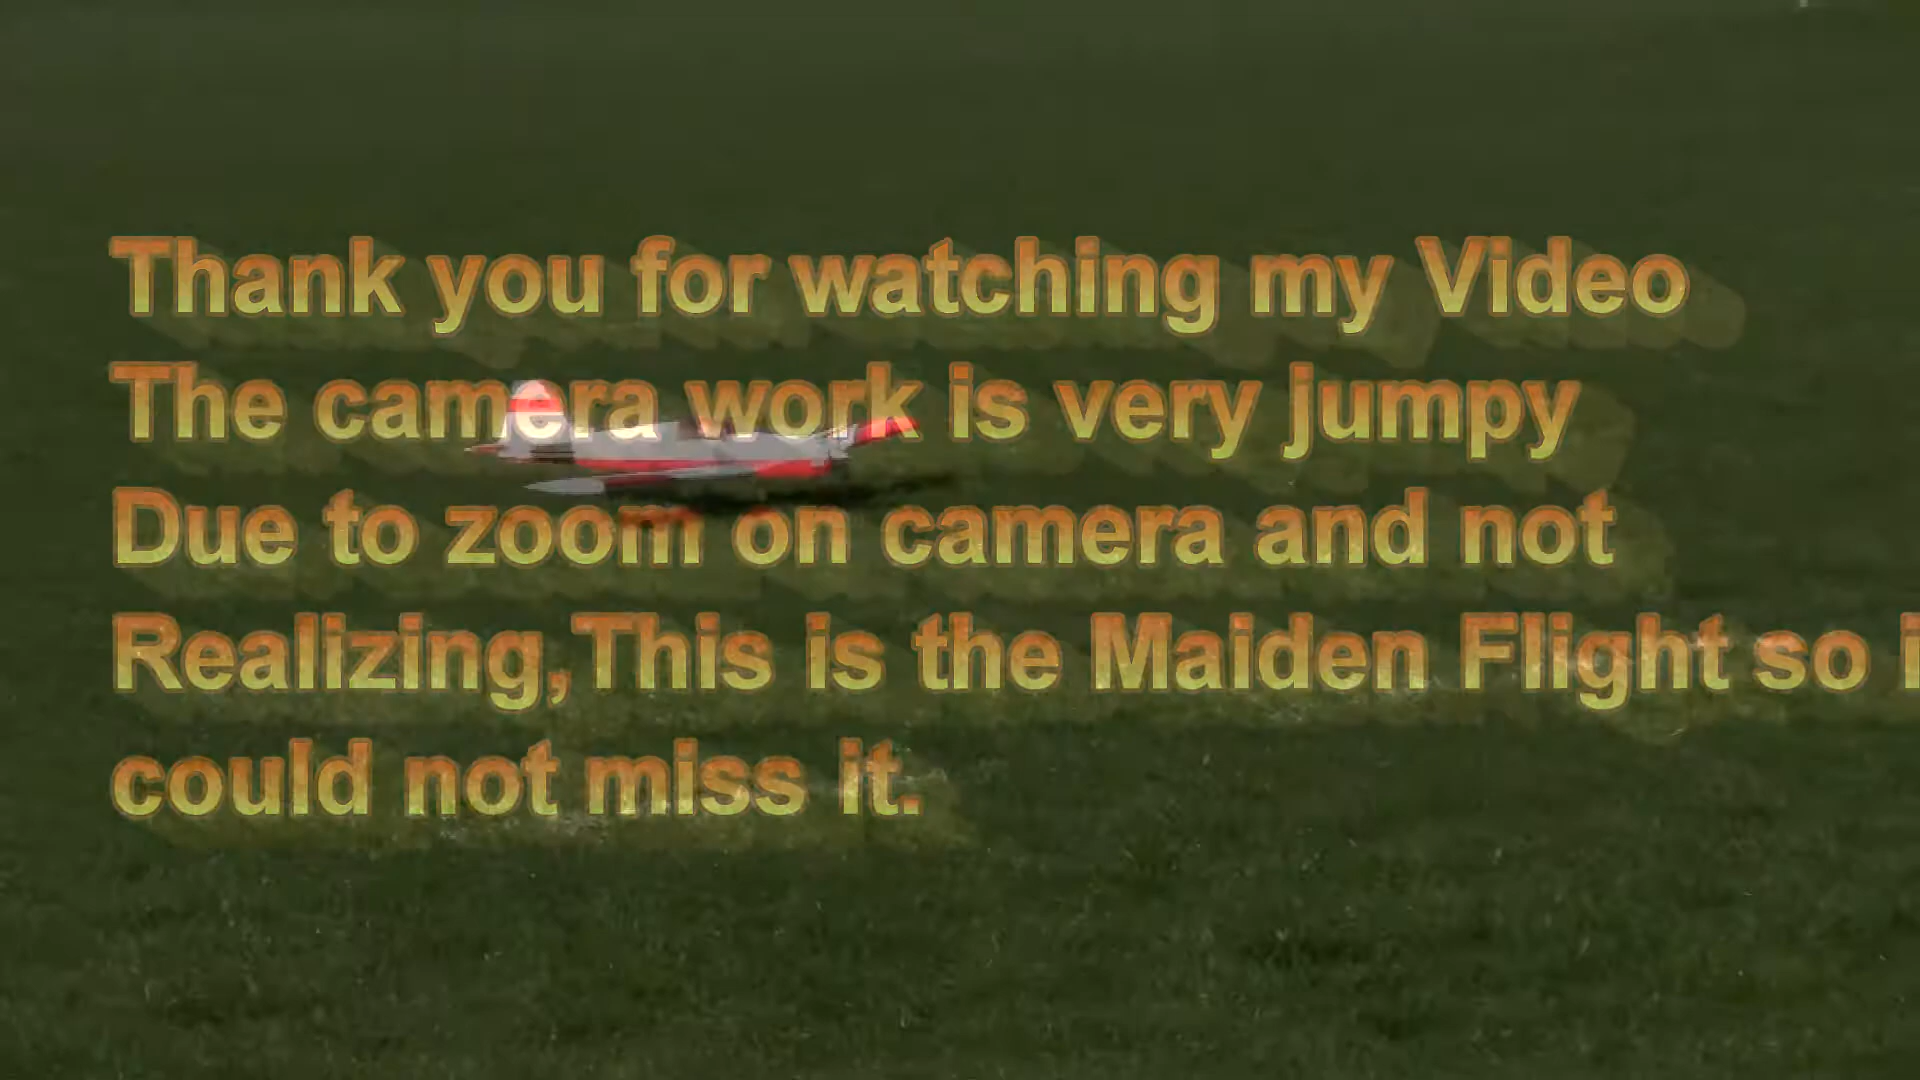 Thank you for watching my Video
The camera work is very jumpy
Due to zoom on camera and not
Realizing,This is the Maiden Flight so i
could not miss it.